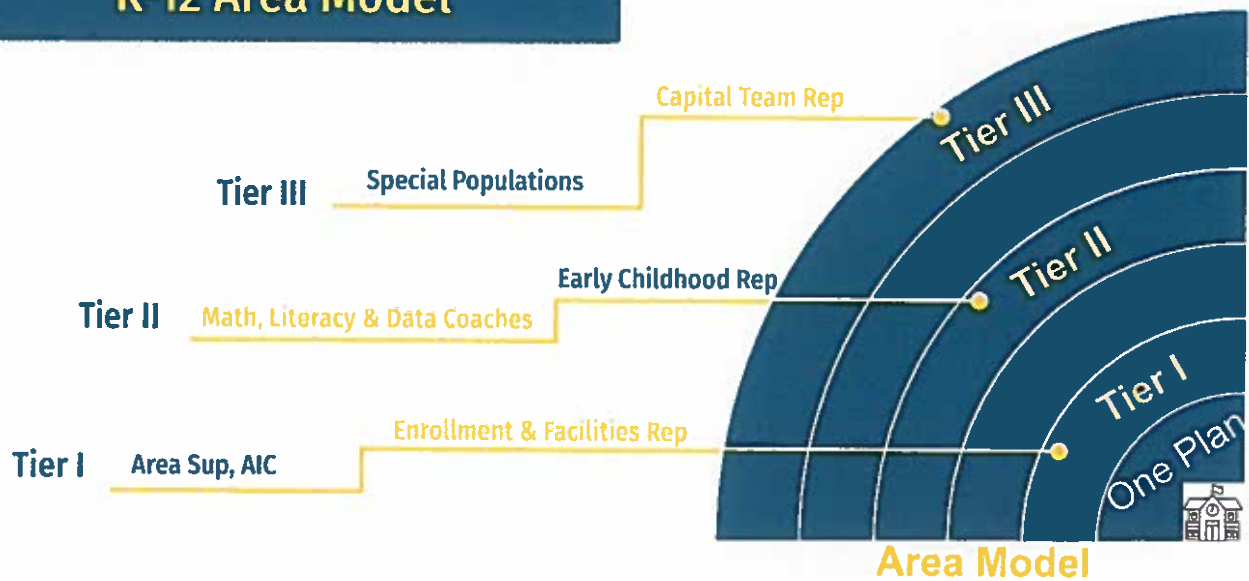 K-12 Area Model
Capital Team Rep
Tier III
Tier III
Special Populations
Tier II
Early Childhood Rep
Tier II
Math, Literacy & Data Coaches
Tier I
Enrollment & Facilities Rep
Tier I
Area Sup, AIC
One Plan
Area Model